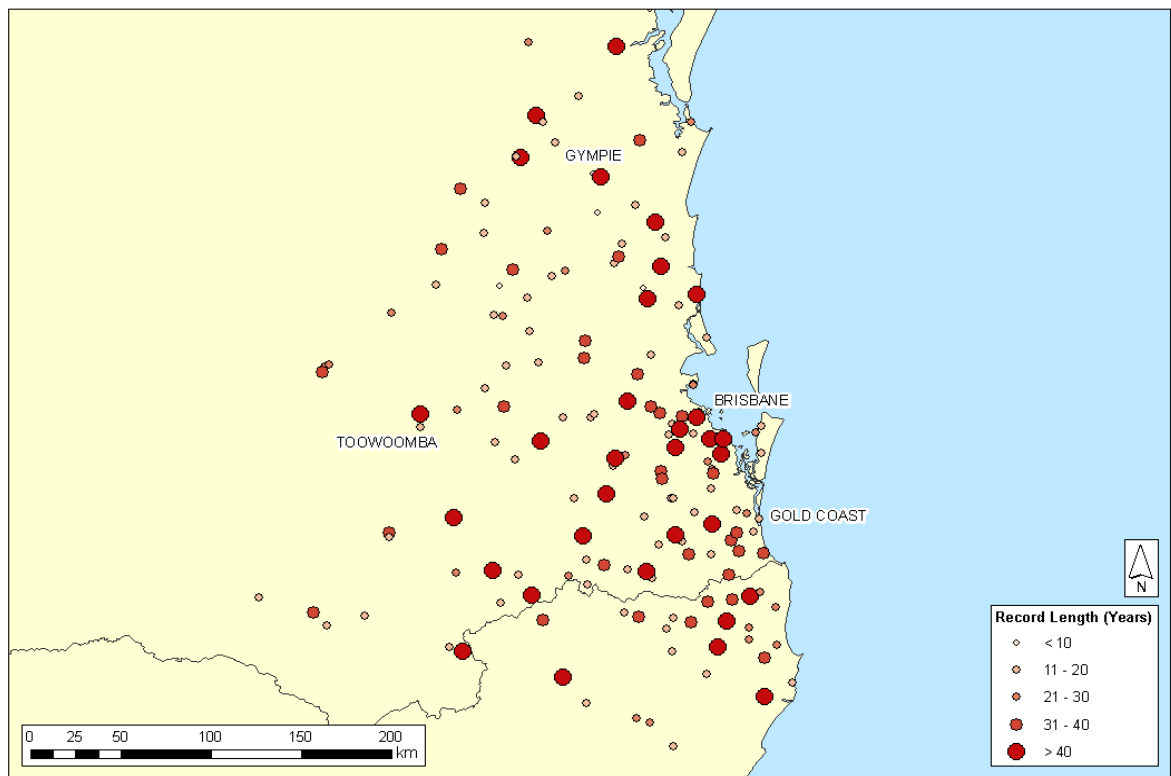 GYMPIE
BRISBANE
TOOWOOMBA
GOLD COAST
N
Record Length (Years)
< 10
11 - 20
21 - 30
31 - 40
> 40
0 25 50 100 150 200
km